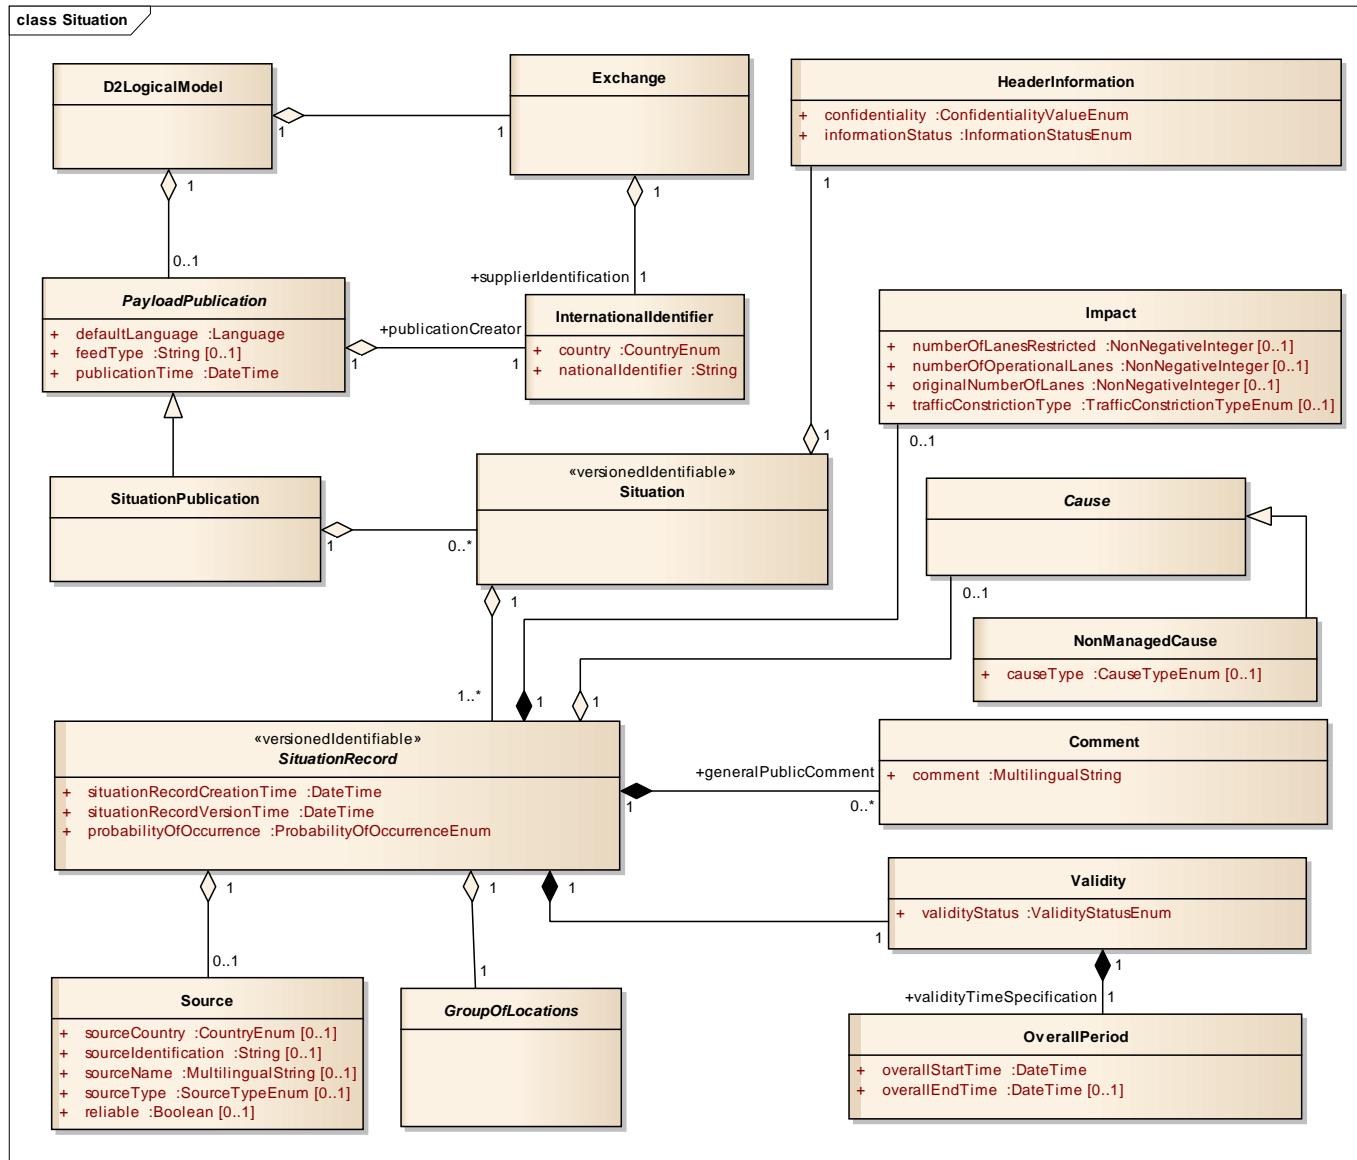 class Situation
D2LogicalModel
1
1
Exchange
HeaderInformation
+ confidentiality :ConfidentialityValueEnum
+ informationStatus :InformationStatusEnum
1
1
1
0..1
+supplierIdentification 1
PayloadPublication
+ defaultLanguage :Language
+ feedType :String [0..1]
+ publicationTime :DateTime
+publicationCreator
1
1
InternationalIdentifier
+ country :CountryEnum
+ nationalIdentifier :String
Impact
+ numberOfLanesRestricted :NonNegativeInteger [0..1]
+ numberOfOperationalLanes :NonNegativeInteger [0..1]
+ originalNumberOfLanes :NonNegativeInteger [0..1]
+ trafficConstrictionType :TrafficConstrictionTypeEnum [0..1]
1
0..1
SituationPublication
1
0..*
«versionedIdentifiable»
Situation
Cause
1
0..1
NonManagedCause
+ causeType :CauseTypeEnum [0..1]
1..*
1
1
«versionedIdentifiable»
SituationRecord
+ situationRecordCreationTime :DateTime
+ situationRecordVersionTime :DateTime
+ probabilityOfOccurrence :ProbabilityOfOccurrenceEnum
+generalPublicComment
1
0..*
Comment
+ comment :MultilingualString
1
1
1
Validity
+ validityStatus :ValidityStatusEnum
1
1
0..1
1
+validityTimeSpecification 1
Source
+ sourceCountry :CountryEnum [0..1]
+ sourceIdentification :String [0..1]
+ sourceName :MultilingualString [0..1]
+ sourceType :SourceTypeEnum [0..1]
+ reliable :Boolean [0..1]
GroupOfLocations
OverallPeriod
+ overallStartTime :DateTime
+ overallEndTime :DateTime [0..1]